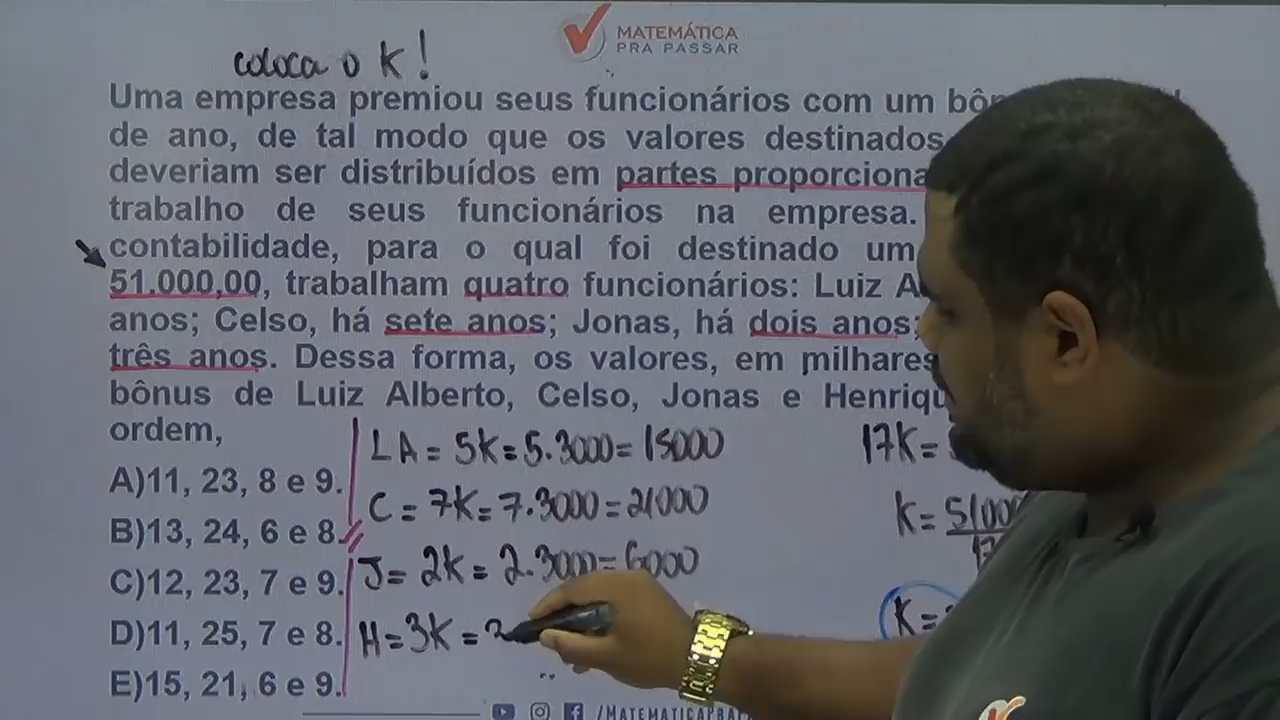 MATEMÁTICA
PRA PASSAR
coloca o K!
Uma empresa premiou seus funcionários com um
de ano, de tal modo que os valores destinados
deveriam ser distribuídos em partes
trabalho de seus funcionários na empresa.
contabilidade, para o qual foi destinado um
51.000,00, trabalham quatro funcionários: Luiz
anos; Celso, há sete anos; Jonas, há dois anos;
três anos. Dessa forma, os valores, em milhares
bônus de Luiz Alberto, Celso, Jonas e
ordem,
A)11, 23, 8 e 9.
B)13, 24, 6 e 8.
C)12, 23, 7 e 9.
D)11, 25, 7 e 8.
E)15, 21, 6 e 9.
LA = 5K = 5.3000 = 15000
C = 7K = 7.3000 = 21000
J = 2K = 2.3000 = 6000
H = 3K = 3
17K =
K = 51000
K =